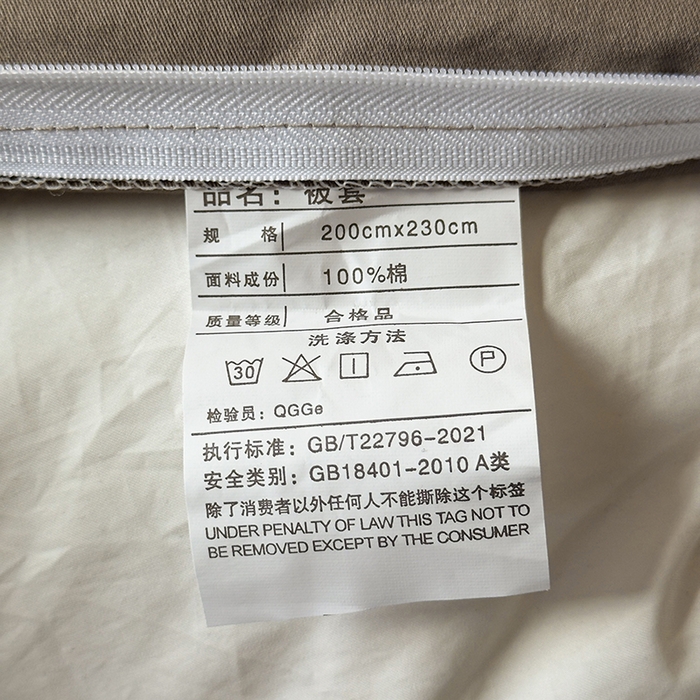 品名：被套
规 格 200cmx230cm
面料成份 100%棉
质量等级 合格品
洗涤方法
30 P
检验员：QGGe
执行标准：GB/T22796-2021
安全类别：GB18401-2010 A类
除了消费者以外任何人不能撕除这个标签
UNDER PENALTY OF LAW THIS TAG NOT TO
BE REMOVED EXCEPT BY THE CONSUMER